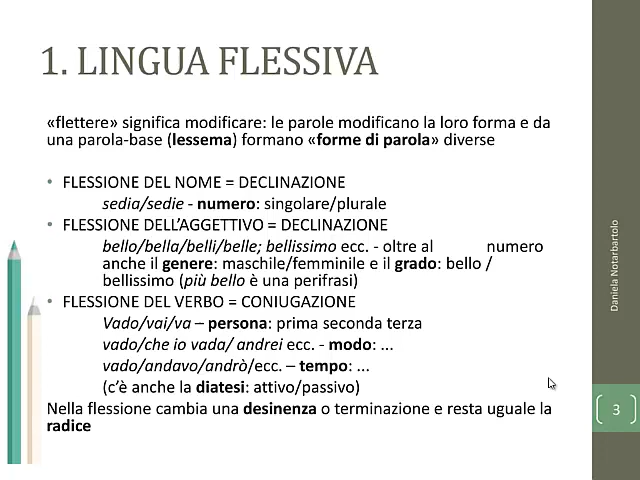 1. LINGUA FLESSIVA
«flettere» significa modificare: le parole modificano la loro forma e da
una parola-base (lessema) formano «forme di parola» diverse
• FLESSIONE DEL NOME = DECLINAZIONE
sedia/sedie - numero: singolare/plurale
• FLESSIONE DELL'AGGETTIVO = DECLINAZIONE
bello/bella/belli/belle; bellissimo ecc. - oltre al numero
anche il genere: maschile/femminile e il grado: bello /
bellissimo (più bello è una perifrasi)
• FLESSIONE DEL VERBO = CONIUGAZIONE
Vado/vai/va – persona: prima seconda terza
vado/che io vada/ andrei ecc. - modo: ...
vado/andavo/andrò/ecc. – tempo: ...
(c'è anche la diatesi: attivo/passivo)
Nella flessione cambia una desinenza o terminazione e resta uguale la
radice
Daniela Notarbartolo
3